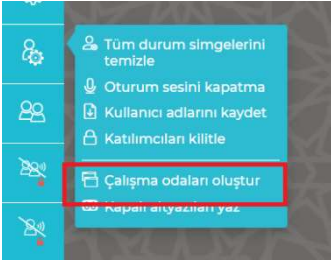 Tüm durum simgelerini
temizle
Oturum sesini kapatma
Kullanıcı adlarını kaydet
Katılımcıları kilitle
Çalışma odaları oluştur
Kapalı altyazıları yaz